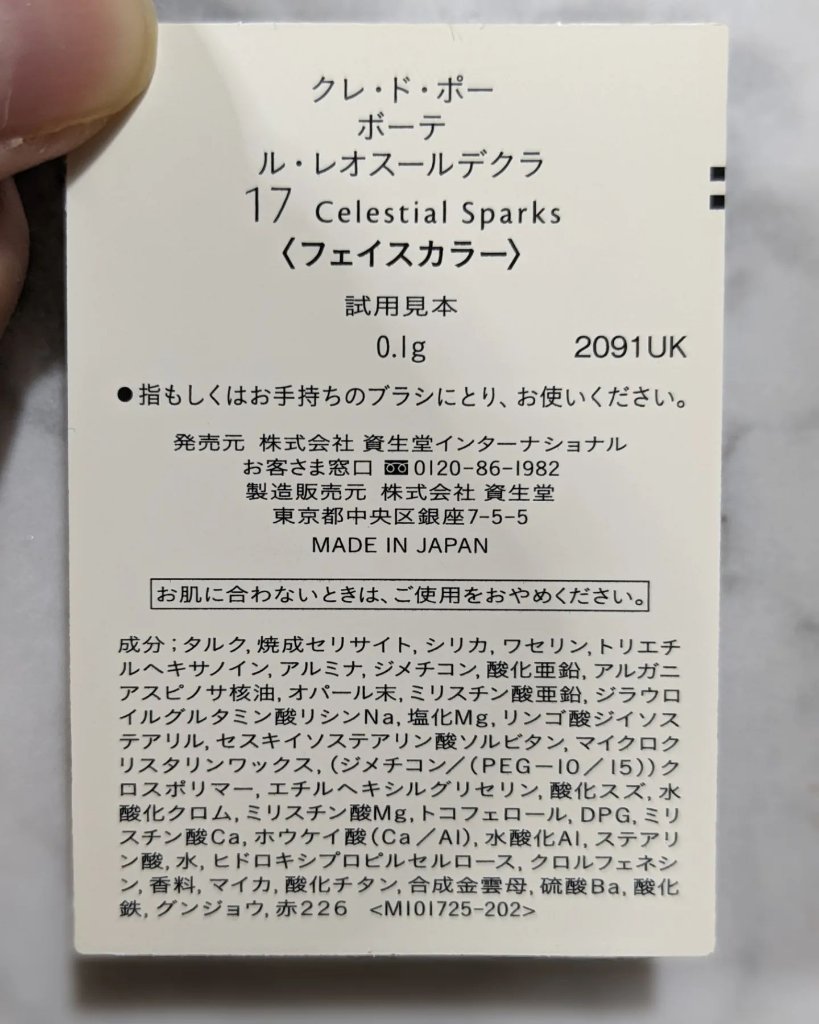 クレ・ド・ポー
ボーテ
ル・レオスールデクラ
17 Celestial Sparks
〈フェイスカラー〉
試用見本
0.1g 2091UK
●指もしくはお手持ちのブラシにとり、お使いください。
発売元 株式会社 資生堂インターナショナル
お客さま窓口 0120-86-1982
製造販売元 株式会社 資生堂
東京都中央区銀座7-5-5
MADE IN JAPAN
お肌に合わないときは、ご使用をおやめください。
成分；タルク, 焼成セリサイト, シリカ, ワセリン, トリエチ
ルヘキサノイン, アルミナ, ジメチコン, 酸化亜鉛, アルガニ
アスピノサ核油, オパール末, ミリスチン酸亜鉛, ジラウロ
イルグルタミン酸リシンNa, 塩化Mg, リンゴ酸ジイソス
テアリル, セスキイソステアリン酸ソルビタン, マイクロク
リスタリンワックス, (ジメチコン／(PEG－10／15))ク
ロスポリマー, エチルヘキシルグリセリン, 酸化スズ, 水
酸化クロム, ミリスチン酸Mg, トコフェロール, DPG, ミリ
スチン酸Ca, ホウケイ酸(Ca／Al), 水酸化Al, ステアリ
ン酸, 水, ヒドロキシプロピルセルロース, クロルフェネシ
ン, 香料, マイカ, 酸化チタン, 合成金雲母, 硫酸Ba, 酸化
鉄, グンジョウ, 赤226 <M101725-202>